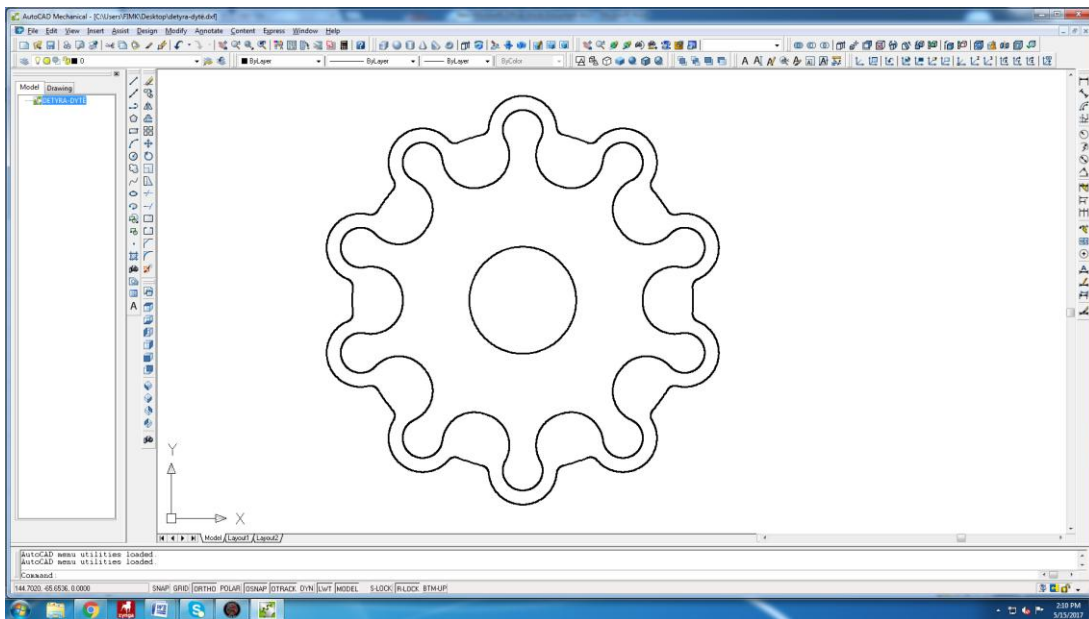 AutoCAD Mechanical - [C:\Users\FIMK\Desktop\detyra-dyte.dxf]
File Edit View Insert Assist Design Modify Annotate Content Express Window Help
0 ByLayer ByLayer ByLayer ByColor
Model Drawing
DETYRA-DYTE
A
Y
X
Model Layout1 Layout2
AutoCAD menu utilities loaded.
AutoCAD menu utilities loaded.
Command:
144.7020, -65.6536, 0.0000 SNAP GRID ORTHO POLAR OSNAP OTRACK DYN LWT MODEL S-LOCK R-LOCK BTM-UP
2:10 PM
5/15/2017